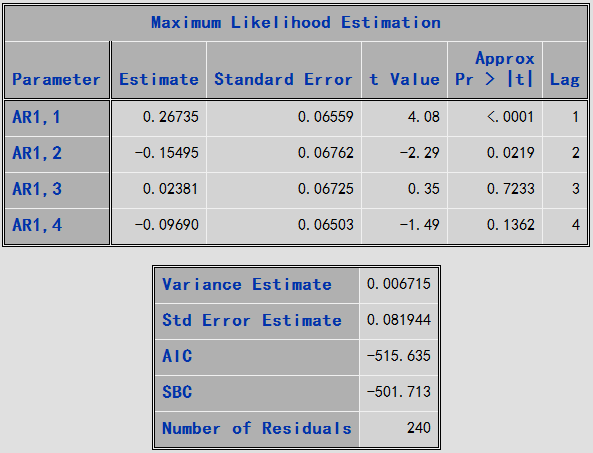 Maximum Likelihood Estimation
Approx
Parameter Estimate Standard Error t Value Pr > |t| Lag
AR1,1 0.26735 0.06559 4.08 <.0001 1
AR1,2 -0.15495 0.06762 -2.29 0.0219 2
AR1,3 0.02381 0.06725 0.35 0.7233 3
AR1,4 -0.09690 0.06503 -1.49 0.1362 4
Variance Estimate 0.006715
Std Error Estimate 0.081944
AIC -515.635
SBC -501.713
Number of Residuals 240